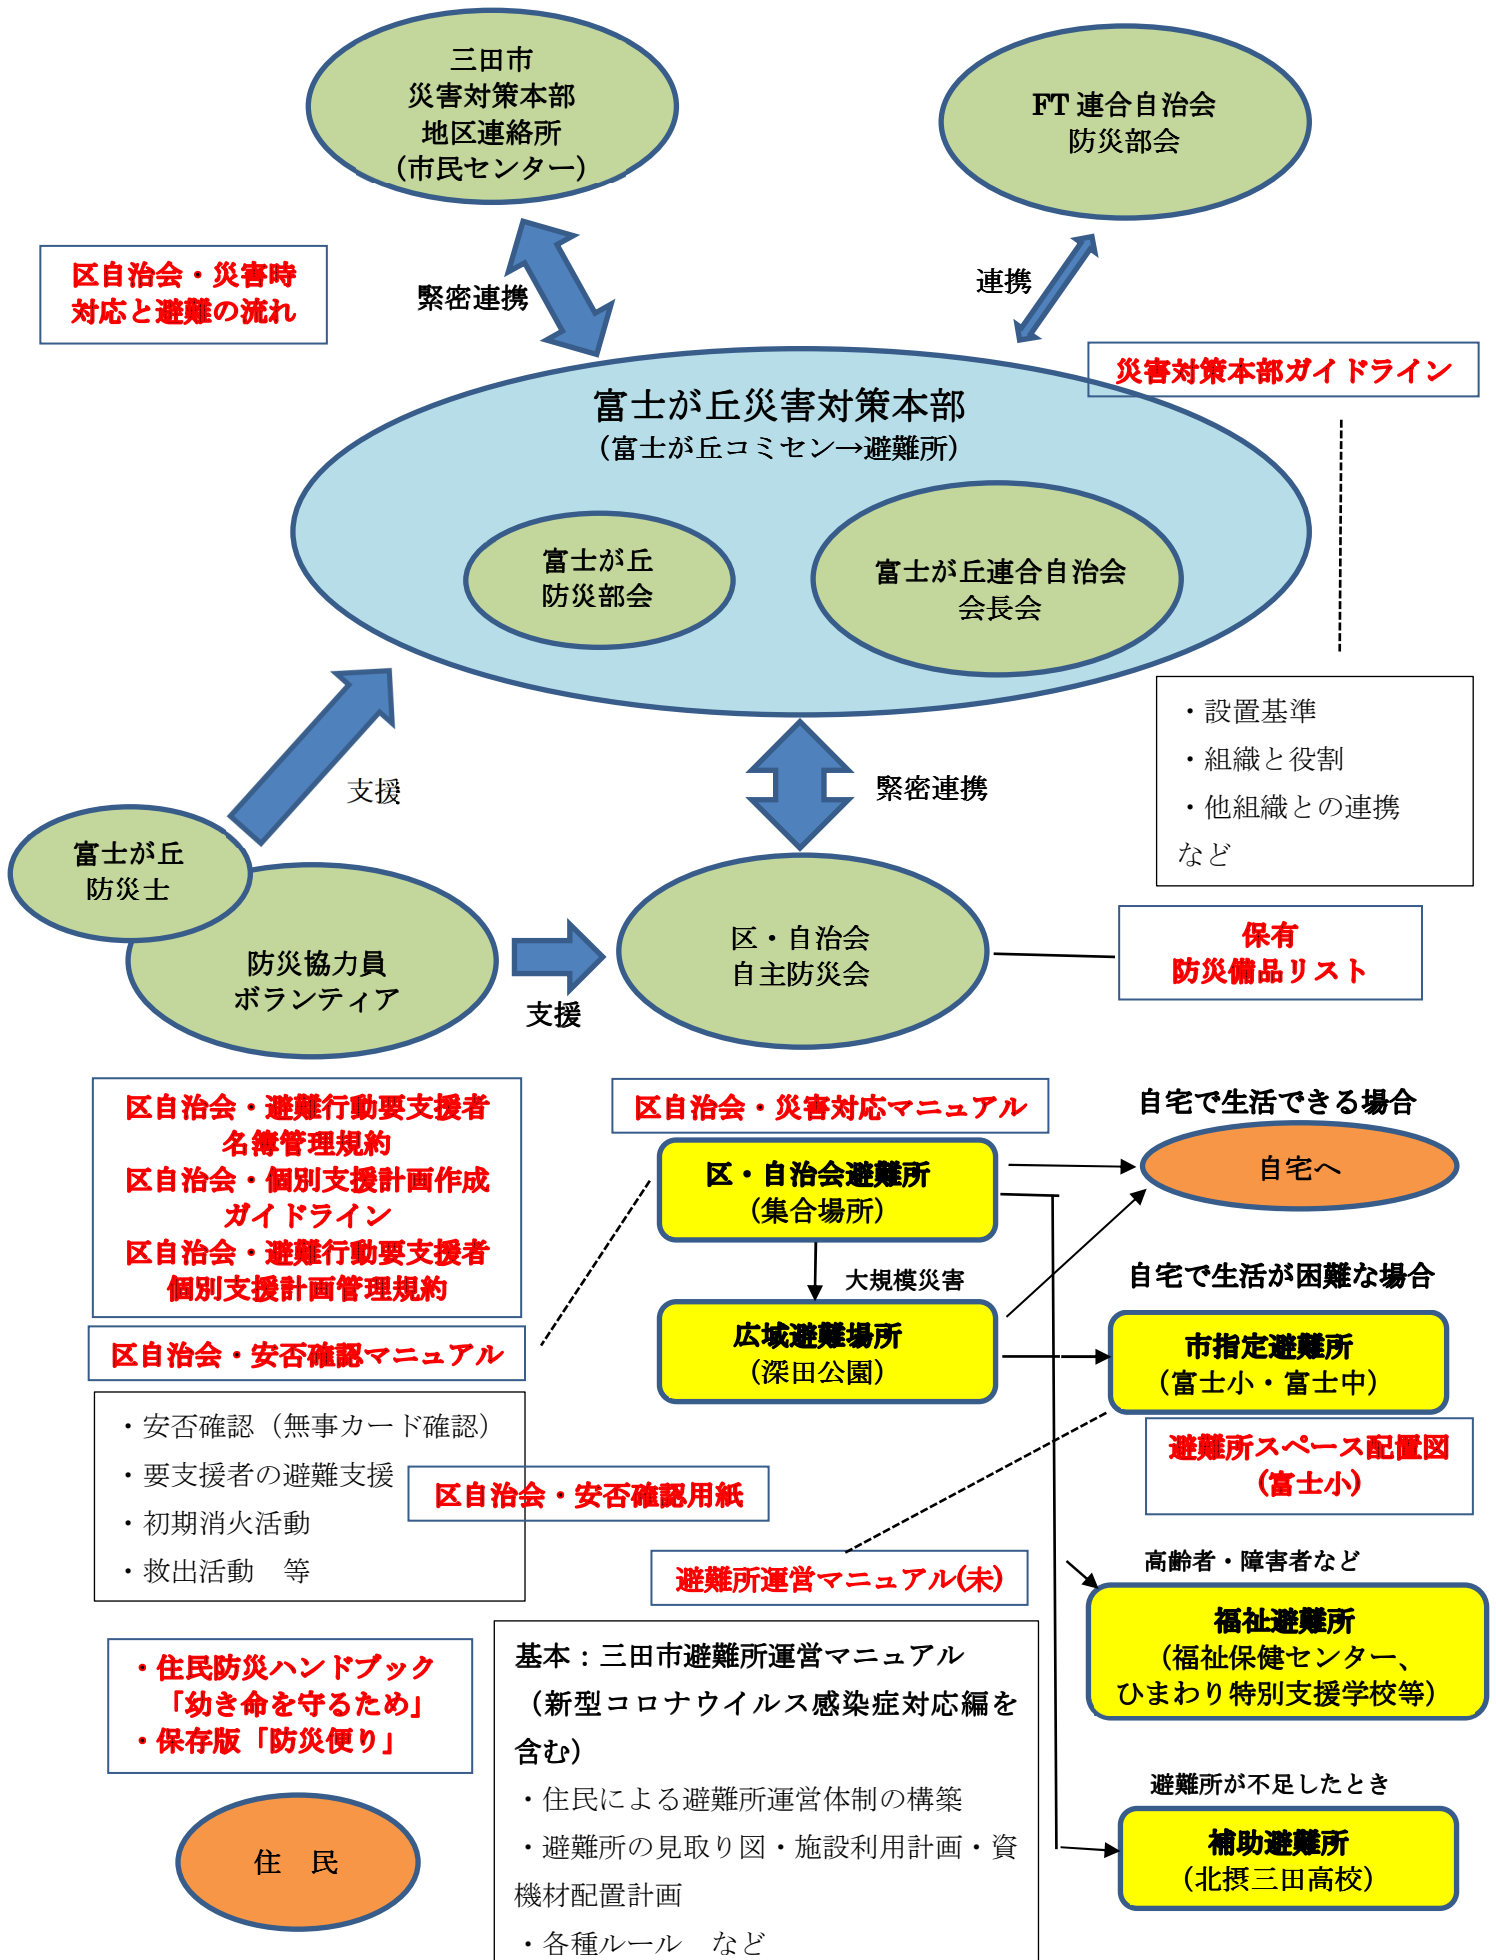 三田市
災害対策本部
地区連絡所
（市民センター）
FT 連合自治会
防災部会
区自治会・災害時
対応と避難の流れ
緊密連携
連携
災害対策本部ガイドライン
富士が丘災害対策本部
（富士が丘コミセン→避難所）
富士が丘
防災部会
富士が丘連合自治会
会長会
・設置基準
・組織と役割
・他組織との連携
など
支援
緊密連携
富士が丘
防災士
防災協力員
ボランティア
支援
区・自治会
自主防災会
保有
防災備品リスト
区自治会・避難行動要支援者
名簿管理規約
区自治会・個別支援計画作成
ガイドライン
区自治会・避難行動要支援者
個別支援計画管理規約
区自治会・災害対応マニュアル
自宅で生活できる場合
区・自治会避難所
（集合場所）
自宅へ
大規模災害
自宅で生活が困難な場合
区自治会・安否確認マニュアル
広域避難場所
（深田公園）
市指定避難所
（富士小・富士中）
・安否確認（無事カード確認）
・要支援者の避難支援
・初期消火活動
・救出活動　等
区自治会・安否確認用紙
避難所スペース配置図
(富士小)
避難所運営マニュアル(未)
高齢者・障害者など
福祉避難所
（福祉保健センター、
ひまわり特別支援学校等）
・住民防災ハンドブック
「幼き命を守るため」
・保存版「防災便り」
基本：三田市避難所運営マニュアル
（新型コロナウイルス感染症対応編を
含む）
・住民による避難所運営体制の構築
・避難所の見取り図・施設利用計画・資
機材配置計画
・各種ルール　など
避難所が不足したとき
補助避難所
（北摂三田高校）
住　民